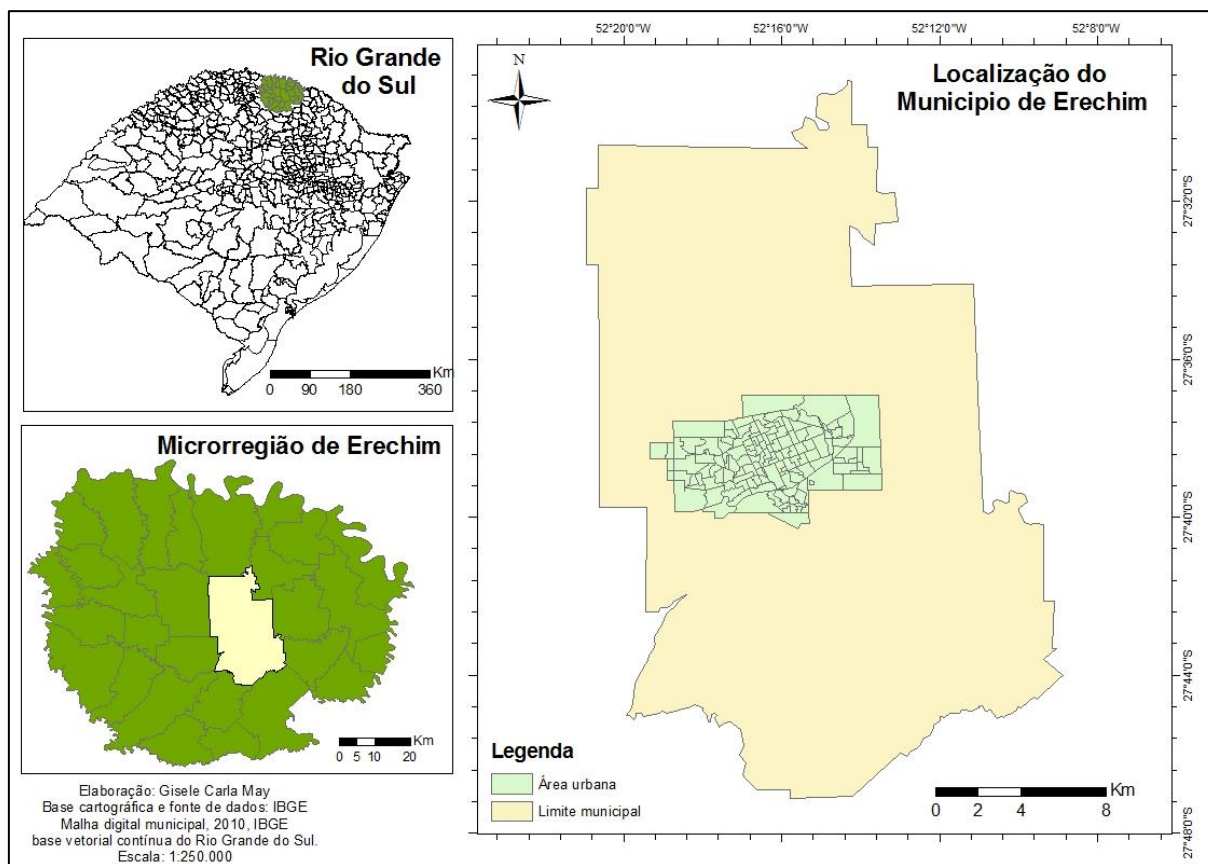 Rio Grande
do Sul
Km
0 90 180 360
Microrregião de Erechim
Km
0 5 10 20
Elaboração: Gisele Carla May
Base cartográfica e fonte de dados: IBGE
Malha digital municipal, 2010, IBGE
base vetorial contínua do Rio Grande do Sul.
Escala: 1:250.000
52°20'0"W 52°16'0"W 52°12'0"W 52°8'0"W
N
Localização do
Municipio de Erechim
27°32'0"S
27°36'0"S
27°40'0"S
27°44'0"S
27°48'0"S
Legenda
Área urbana
Limite municipal
Km
0 2 4 8